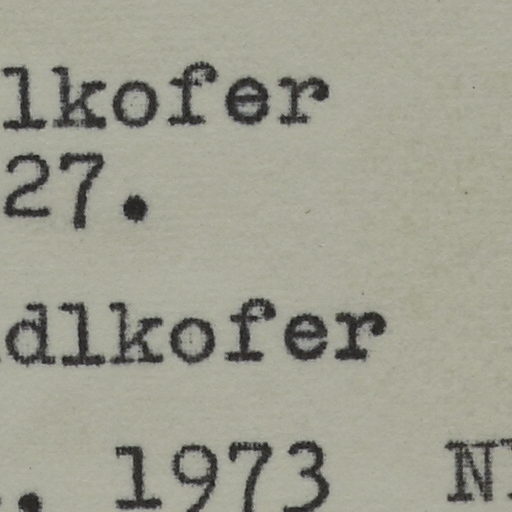 lkofer
27.
dlkofer
. 1973 N